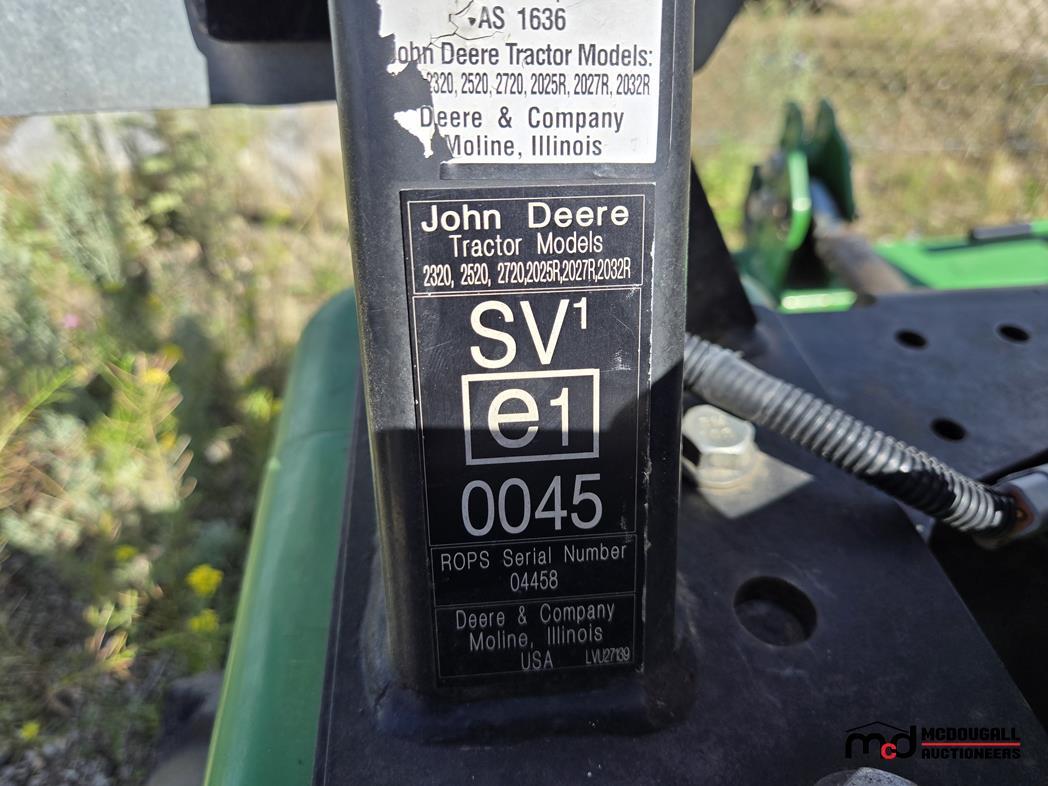 AS 1636
John Deere Tractor Models:
2320, 2520, 2720, 2025R, 2027R, 2032R
Deere & Company
Moline, Illinois
John Deere
Tractor Models
2320, 2520, 2720,2025R,2027R,2032R
SV¹
e1
0045
ROPS Serial Number
04458
Deere & Company
Moline, Illinois
USA LVU27139
mcd MCDOUGALL
AUCTIONEERS